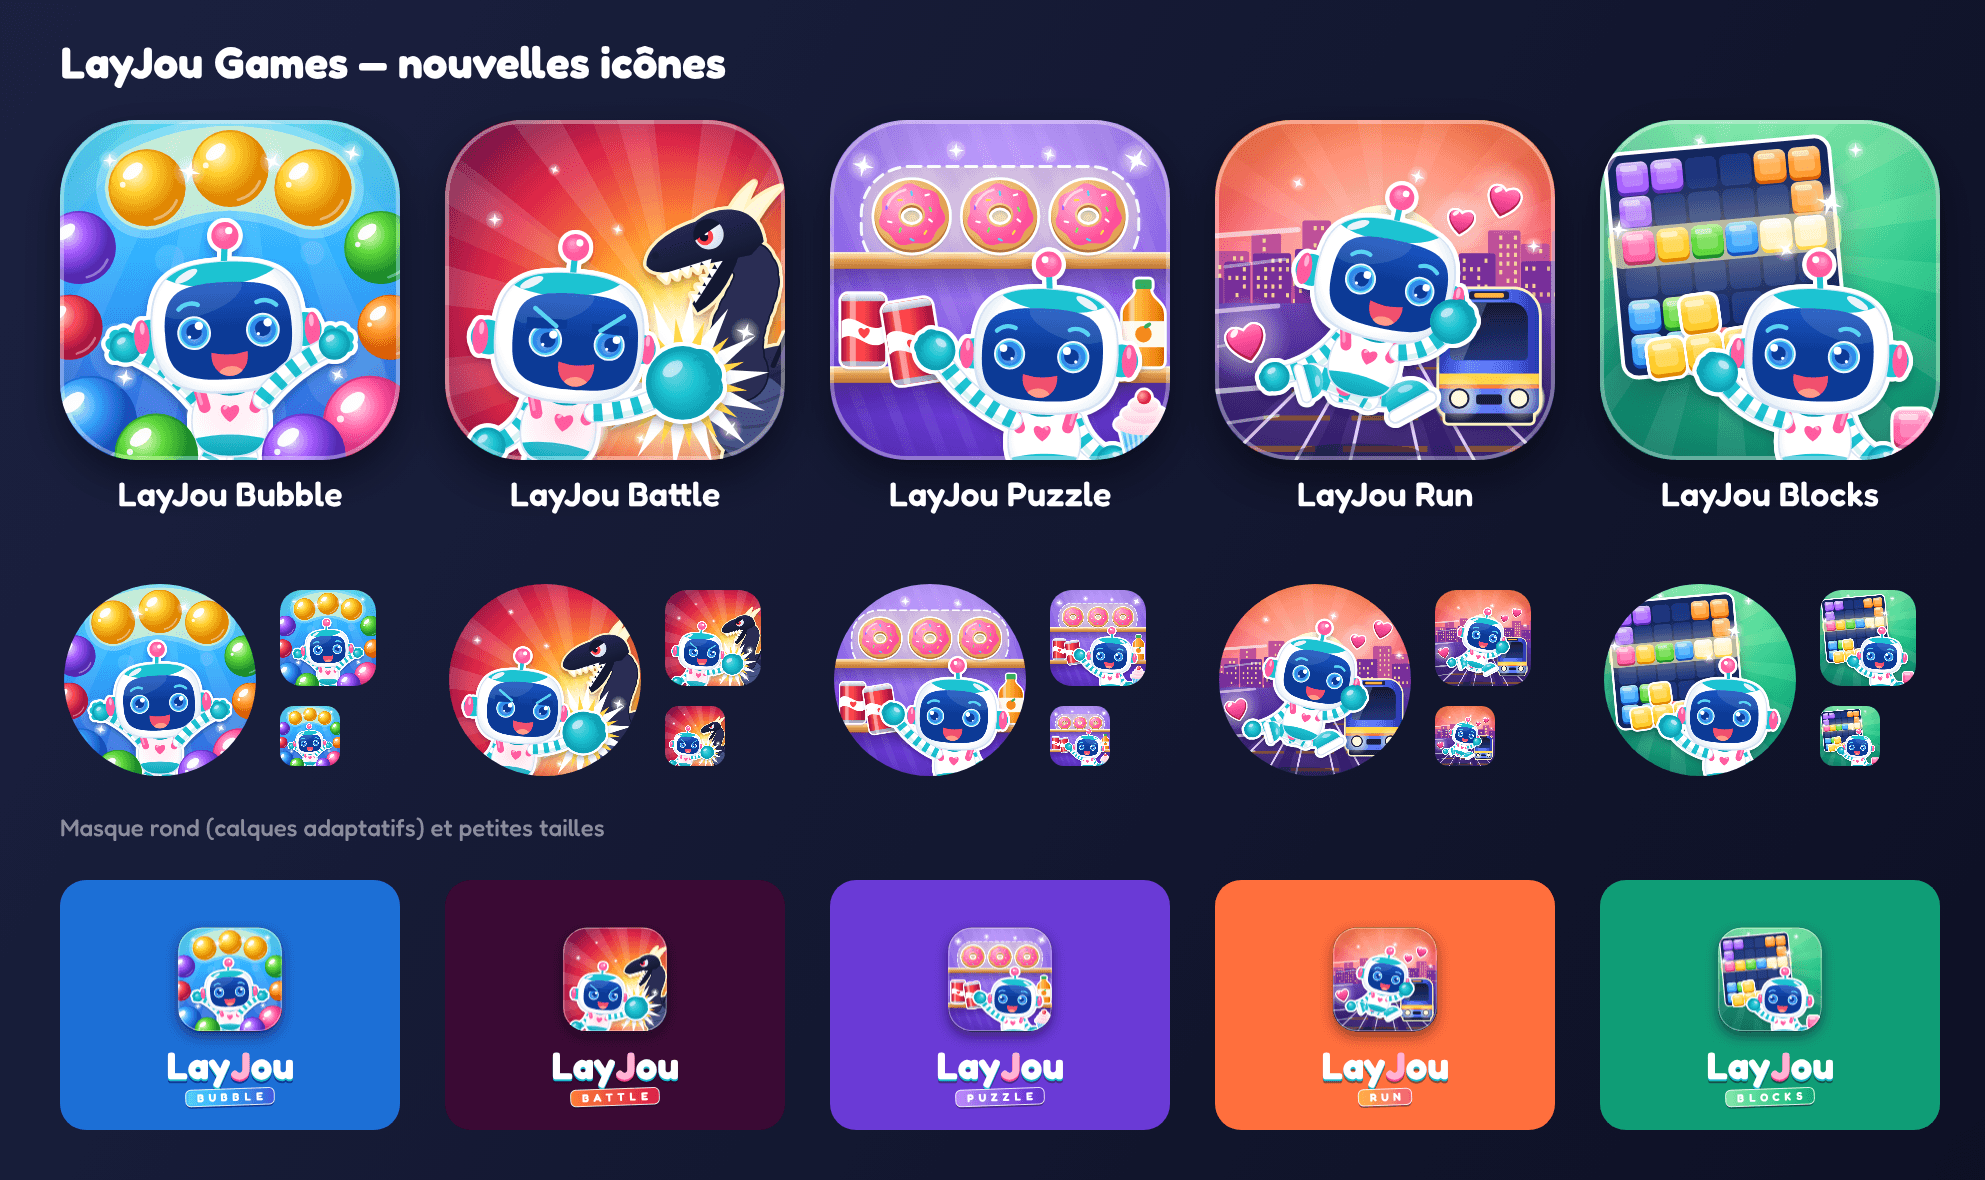 LayJou Games – nouvelles icônes
LayJou Bubble
LayJou Battle
LayJou Puzzle
LayJou Run
LayJou Blocks
Masque rond (calques adaptatifs) et petites tailles
LayJou
BUBBLE
LayJou
BATTLE
LayJou
PUZZLE
LayJou
RUN
LayJou
BLOCKS